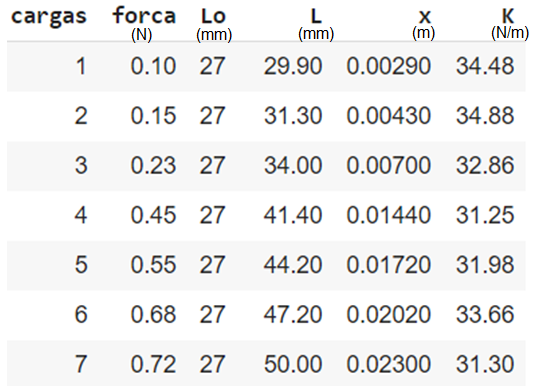 cargas forca Lo L x K
(N) (mm) (mm) (m) (N/m)
1 0.10 27 29.90 0.00290 34.48
2 0.15 27 31.30 0.00430 34.88
3 0.23 27 34.00 0.00700 32.86
4 0.45 27 41.40 0.01440 31.25
5 0.55 27 44.20 0.01720 31.98
6 0.68 27 47.20 0.02020 33.66
7 0.72 27 50.00 0.02300 31.30